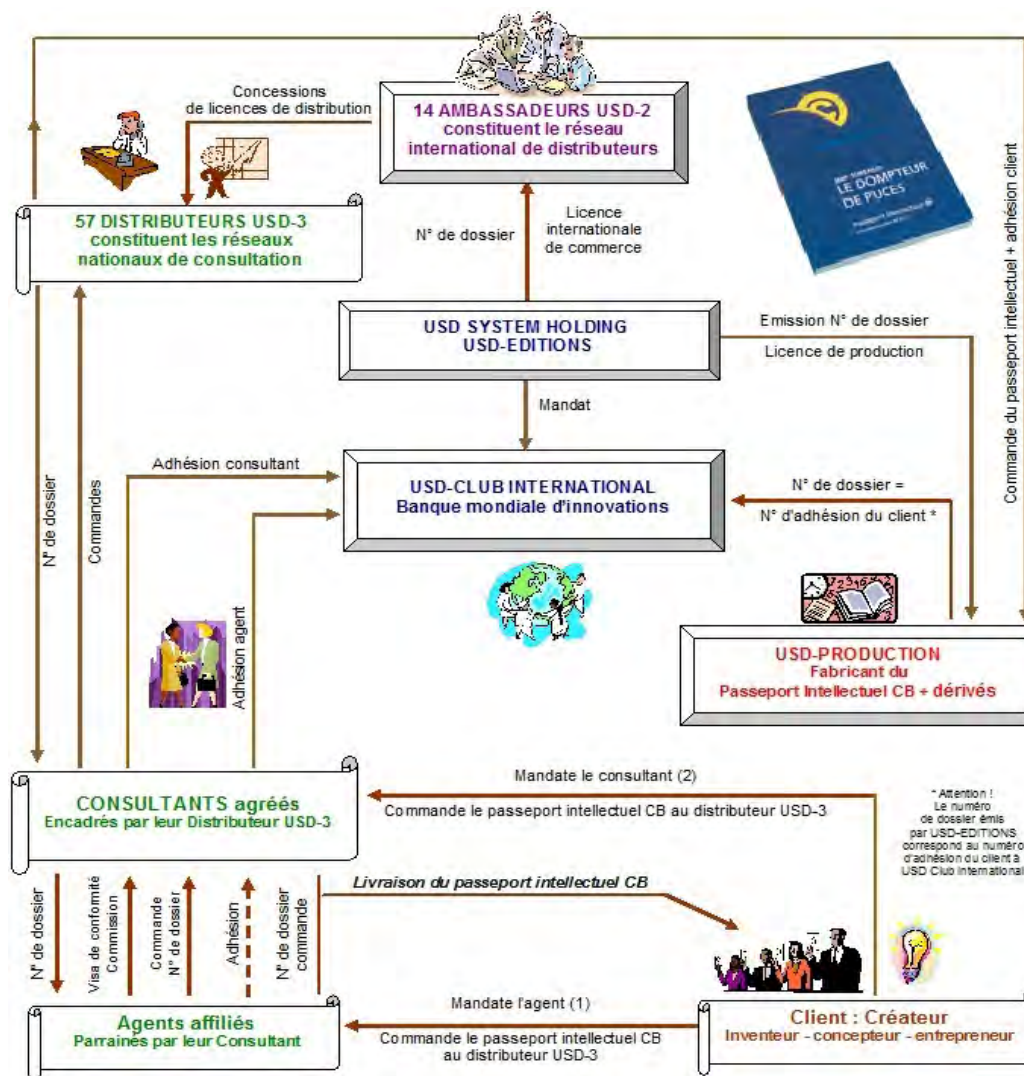 Concessions
de licences de distribution
14 AMBASSADEURS USD-2
constituent le réseau
international de distributeurs
LE DOMPTEUR
DE PUCES
57 DISTRIBUTEURS USD-3
constituent les réseaux
nationaux de consultation
N° de dossier
Licence
internationale
de commerce
Commande du passeport intellectuel + adhésion client
USD SYSTEM HOLDING
USD-EDITIONS
Emission N° de dossier
Licence de production
Mandat
N° de dossier
Commandes
Adhésion consultant
USD-CLUB INTERNATIONAL
Banque mondiale d'innovations
N° de dossier =
N° d'adhésion du client *
Adhésion agent
USD-PRODUCTION
Fabricant du
Passeport Intellectuel CB + dérivés
CONSULTANTS agréés
Encadrés par leur Distributeur USD-3
Mandate le consultant (2)
Commande le passeport intellectuel CB au distributeur USD-3
* Attention !
Le numéro
de dossier émis
par USD-EDITIONS
correspond au numéro
d'adhésion du client à
USD Club International
Livraison du passeport intellectuel CB
N° de dossier
Visa de conformité
Commission
Commande
N° de dossier
Adhésion
N° de dossier
commande
Agents affiliés
Parrainés par leur Consultant
Mandate l'agent (1)
Commande le passeport intellectuel CB
au distributeur USD-3
Client : Créateur
Inventeur - concepteur - entrepreneur